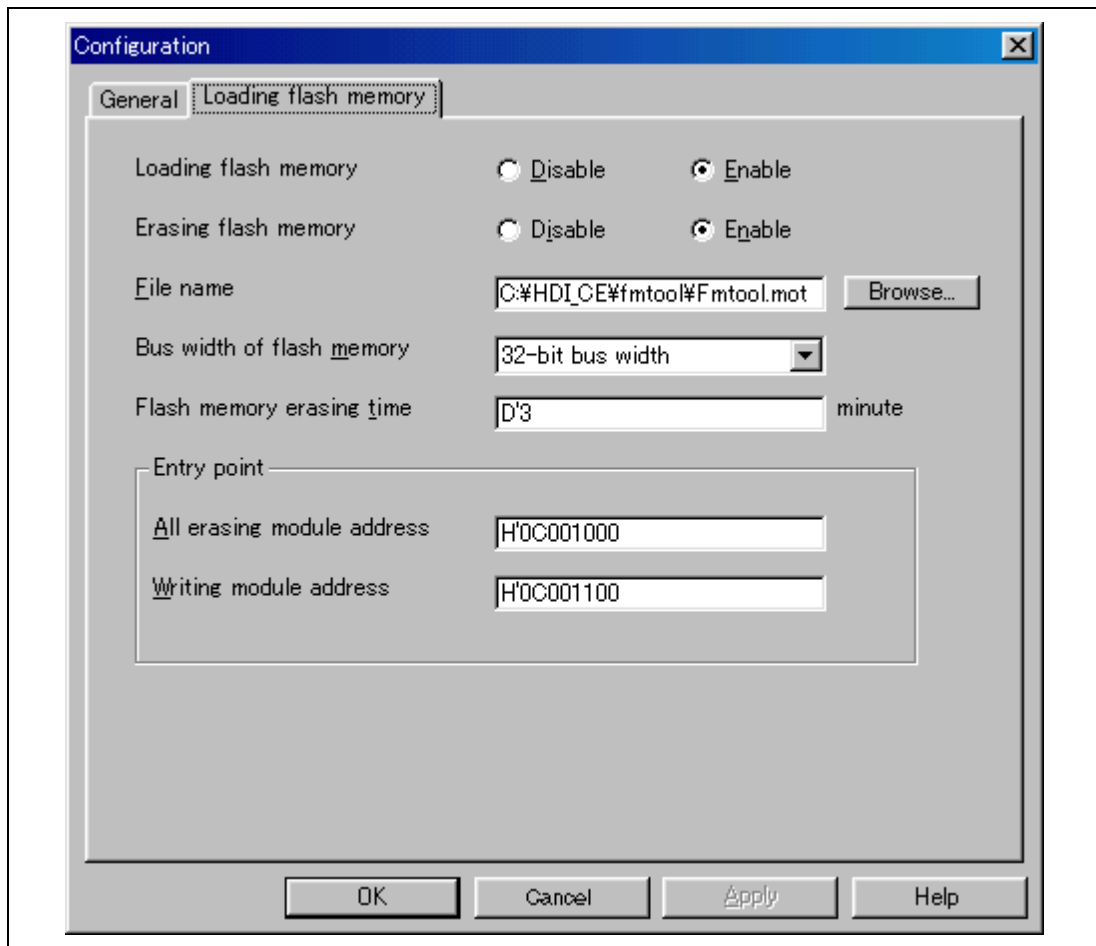 Configuration
General Loading flash memory
Loading flash memory Disable Enable
Erasing flash memory Disable Enable
File name C:¥HDI_CE¥fmtool¥Fmtool.mot Browse...
Bus width of flash memory 32-bit bus width
Flash memory erasing time D'3 minute
Entry point
All erasing module address H'0C001000
Writing module address H'0C001100
OK Cancel Apply Help